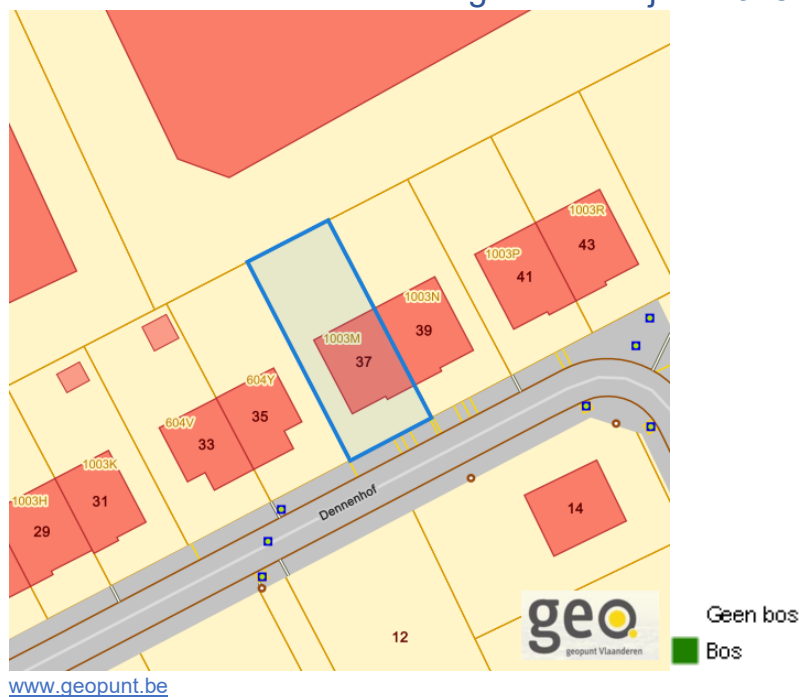 1003R
43
1003P
41
1003N
39
1003M
37
604Y
35
604V
33
1003K
31
1003H
29
Dennenhof
14
12
geo
geopunt Vlaanderen
Geen bos
Bos
www.geopunt.be